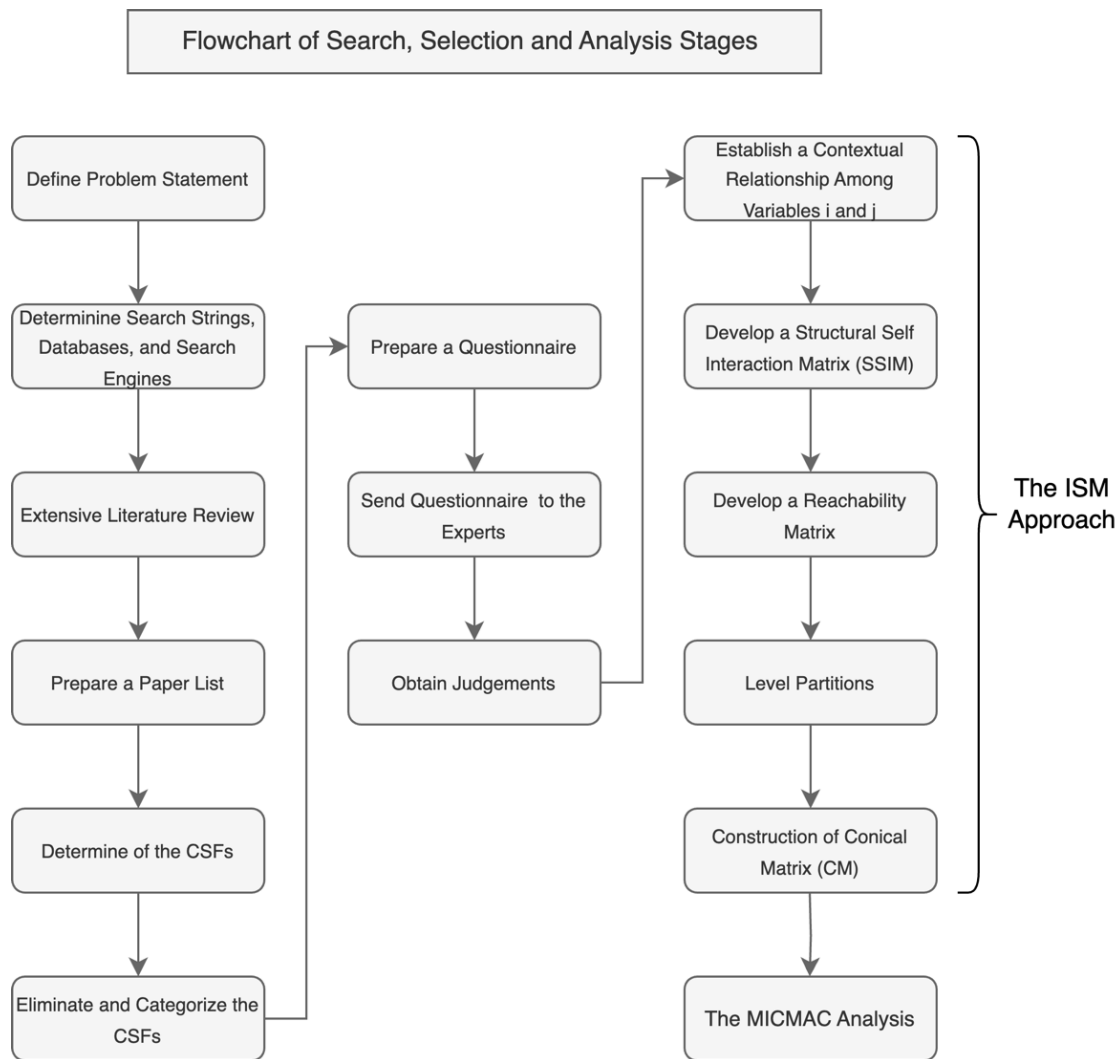 Flowchart of Search, Selection and Analysis Stages
Define Problem Statement
Determinine Search Strings,
Databases, and Search
Engines
Extensive Literature Review
Prepare a Paper List
Determine of the CSFs
Eliminate and Categorize the
CSFs
Prepare a Questionnaire
Send Questionnaire to the
Experts
Obtain Judgements
Establish a Contextual
Relationship Among
Variables i and j
Develop a Structural Self
Interaction Matrix (SSIM)
Develop a Reachability
Matrix
Level Partitions
Construction of Conical
Matrix (CM)
The MICMAC Analysis
The ISM
Approach